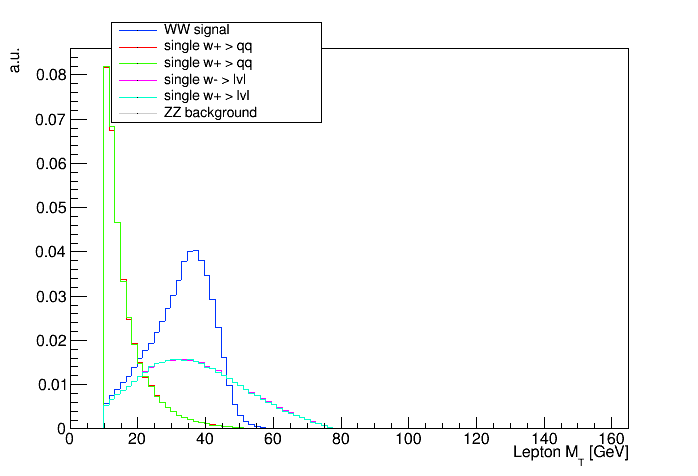 WW signal
single w+ > qq
single w+ > qq
single w- > lvl
single w+ > lvl
ZZ background
a.u.
0.08
0.07
0.06
0.05
0.04
0.03
0.02
0.01
0
0 20 40 60 80 100 120 140 160
Lepton M_T [GeV]